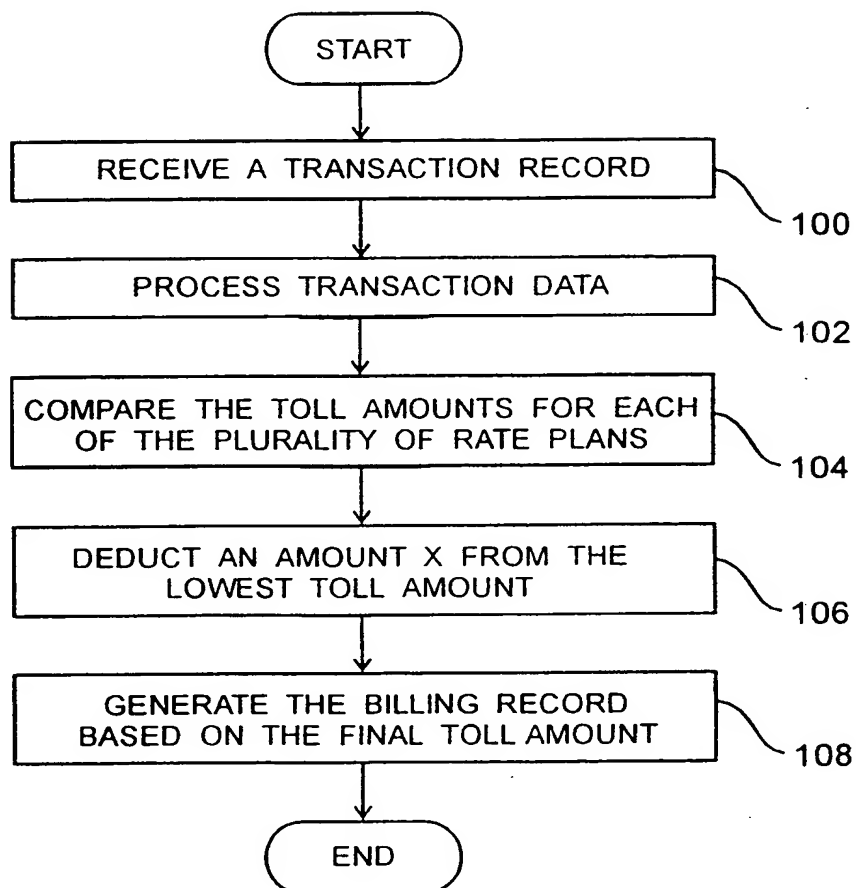 START
RECEIVE A TRANSACTION RECORD
100
PROCESS TRANSACTION DATA
102
COMPARE THE TOLL AMOUNTS FOR EACH
OF THE PLURALITY OF RATE PLANS
104
DEDUCT AN AMOUNT X FROM THE
LOWEST TOLL AMOUNT
106
GENERATE THE BILLING RECORD
BASED ON THE FINAL TOLL AMOUNT
108
END